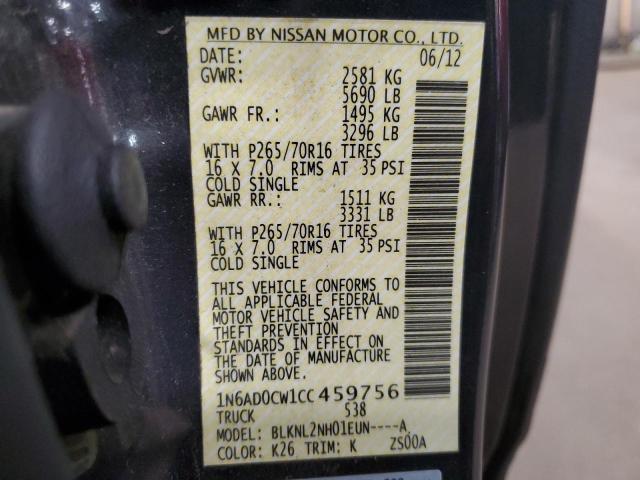 MFD BY NISSAN MOTOR CO., LTD.
DATE: 06/12
GVWR: 2581 KG
5690 LB
GAWR FR.: 1495 KG
3296 LB
WITH P265/70R16 TIRES
16 X 7.0 RIMS AT 35 PSI
COLD SINGLE
GAWR RR.: 1511 KG
3331 LB
WITH P265/70R16 TIRES
16 X 7.0 RIMS AT 35 PSI
COLD SINGLE
THIS VEHICLE CONFORMS TO
ALL APPLICABLE FEDERAL
MOTOR VEHICLE SAFETY AND
THEFT PREVENTION
STANDARDS IN EFFECT ON
THE DATE OF MANUFACTURE
SHOWN ABOVE.
1N6AD0CW1CC 459756
TRUCK 538
MODEL: BLKNL2NH01EUN----A
COLOR: K26 TRIM: K ZS00A